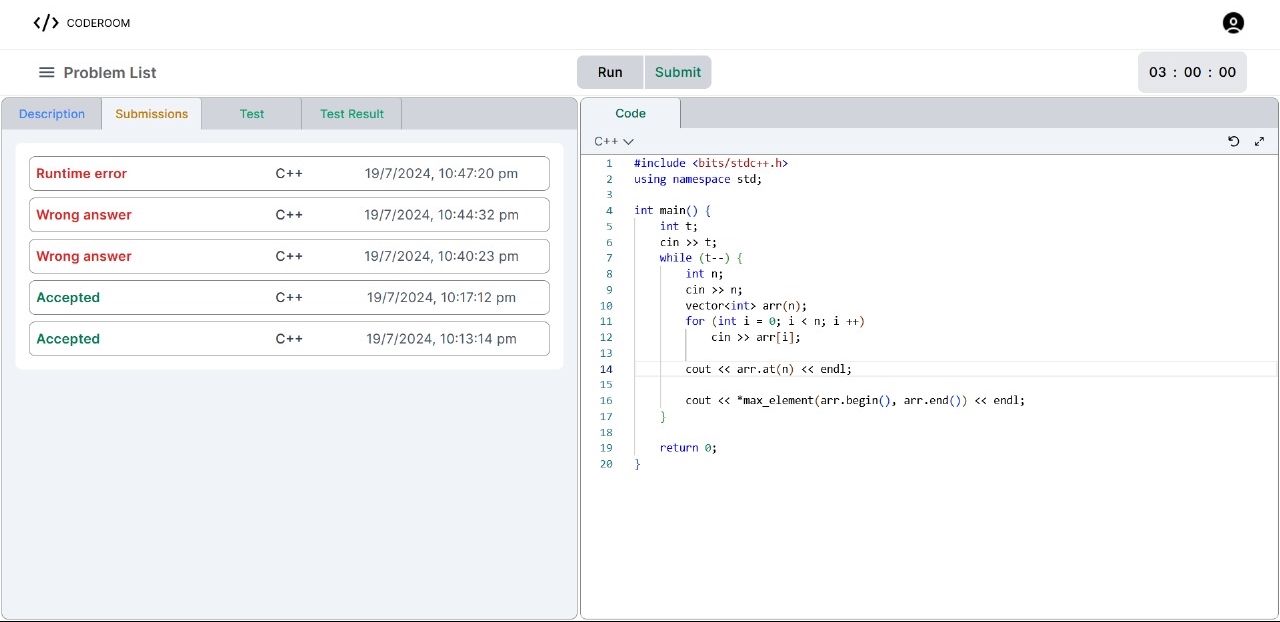 </> CODEROOM
Problem List
Run
Submit
03 : 00 : 00
Description
Submissions
Test
Test Result
Runtime error C++ 19/7/2024, 10:47:20 pm
Wrong answer C++ 19/7/2024, 10:44:32 pm
Wrong answer C++ 19/7/2024, 10:40:23 pm
Accepted C++ 19/7/2024, 10:17:12 pm
Accepted C++ 19/7/2024, 10:13:14 pm
Code
C++
1 #include <bits/stdc++.h>
2 using namespace std;
3
4 int main() {
5     int t;
6     cin >> t;
7     while (t--) {
8         int n;
9         cin >> n;
10         vector<int> arr(n);
11         for (int i = 0; i < n; i ++)
12             cin >> arr[i];
13
14         cout << arr.at(n) << endl;
15
16         cout << *max_element(arr.begin(), arr.end()) << endl;
17     }
18
19     return 0;
20 }